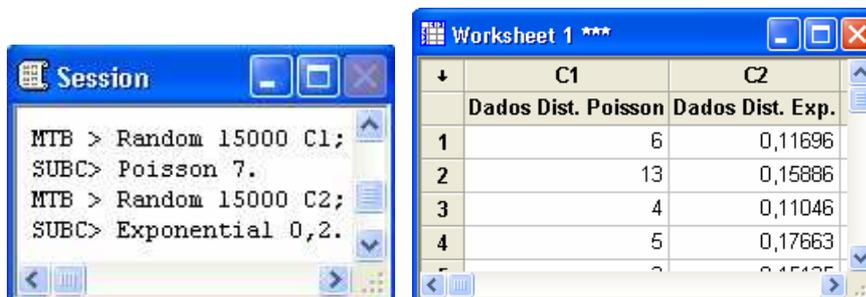 Session
MTB > Random 15000 C1;
SUBC> Poisson 7.
MTB > Random 15000 C2;
SUBC> Exponential 0,2.
Worksheet 1 ***
C1 C2
Dados Dist. Poisson Dados Dist. Exp.
1 6 0,11696
2 13 0,15886
3 4 0,11046
4 5 0,17663